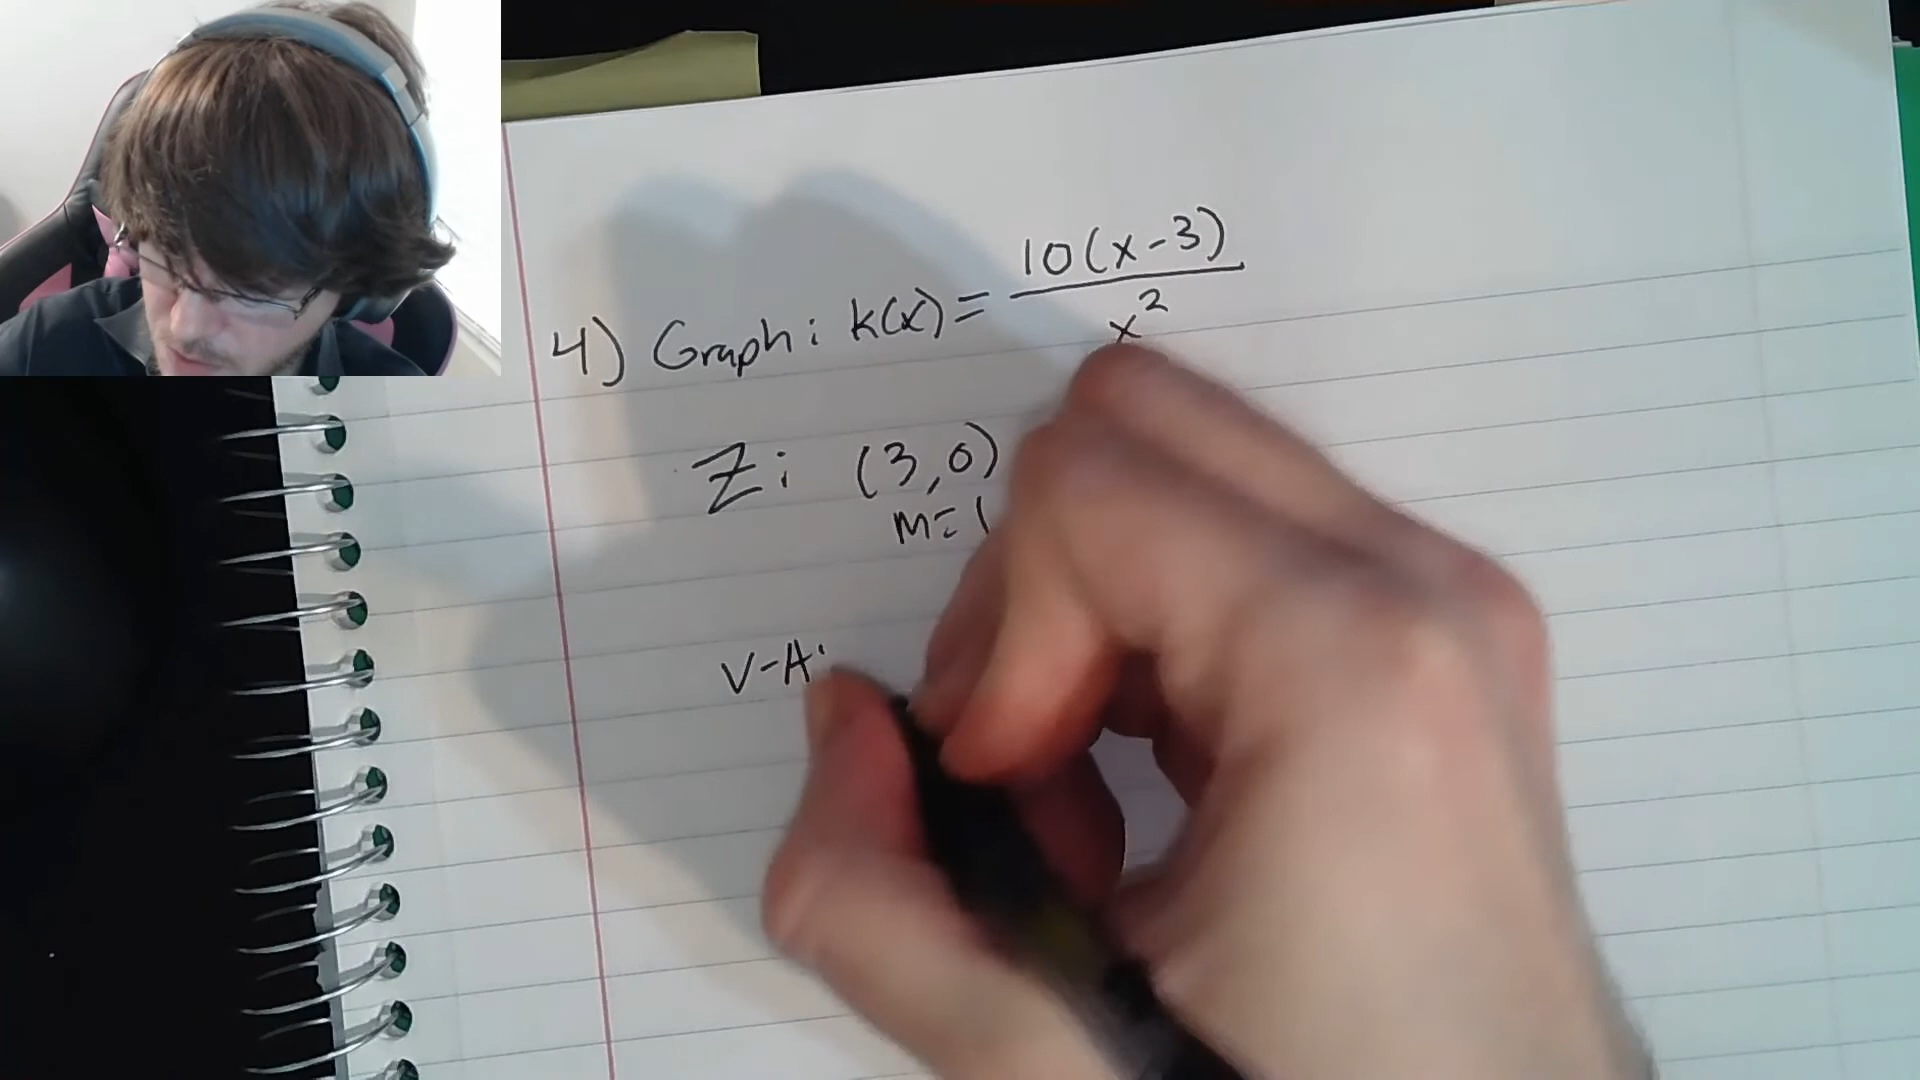 4) Graph: k(x) = 10(x-3) / x²
Z: (3,0)
m=1
V-A: